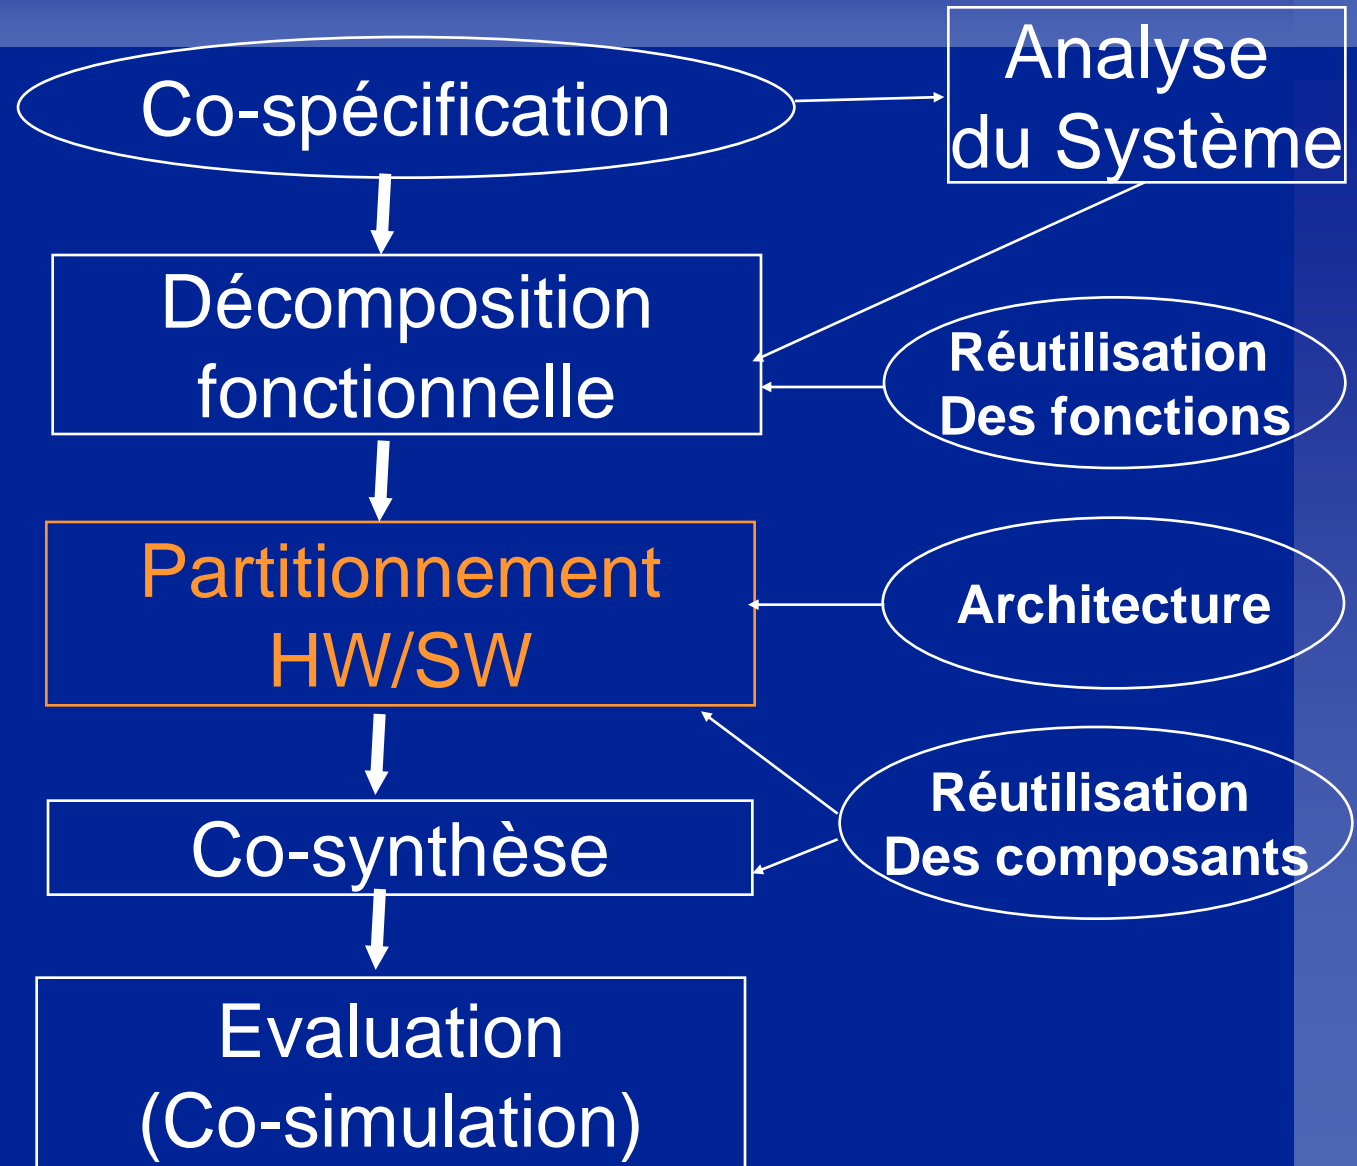 Co-spécification
Analyse
du Système
Décomposition
fonctionnelle
Réutilisation
Des fonctions
Partitionnement
HW/SW
Architecture
Co-synthèse
Réutilisation
Des composants
Evaluation
(Co-simulation)